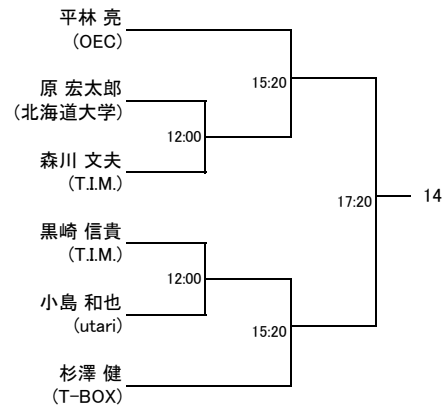 平林 亮
(OEC)
15:20
原 宏太郎
(北海道大学)
12:00
森川 文夫
(T.I.M.)
17:20
14
黒崎 信貴
(T.I.M.)
12:00
小島 和也
(utari)
15:20
杉澤 健
(T-BOX)